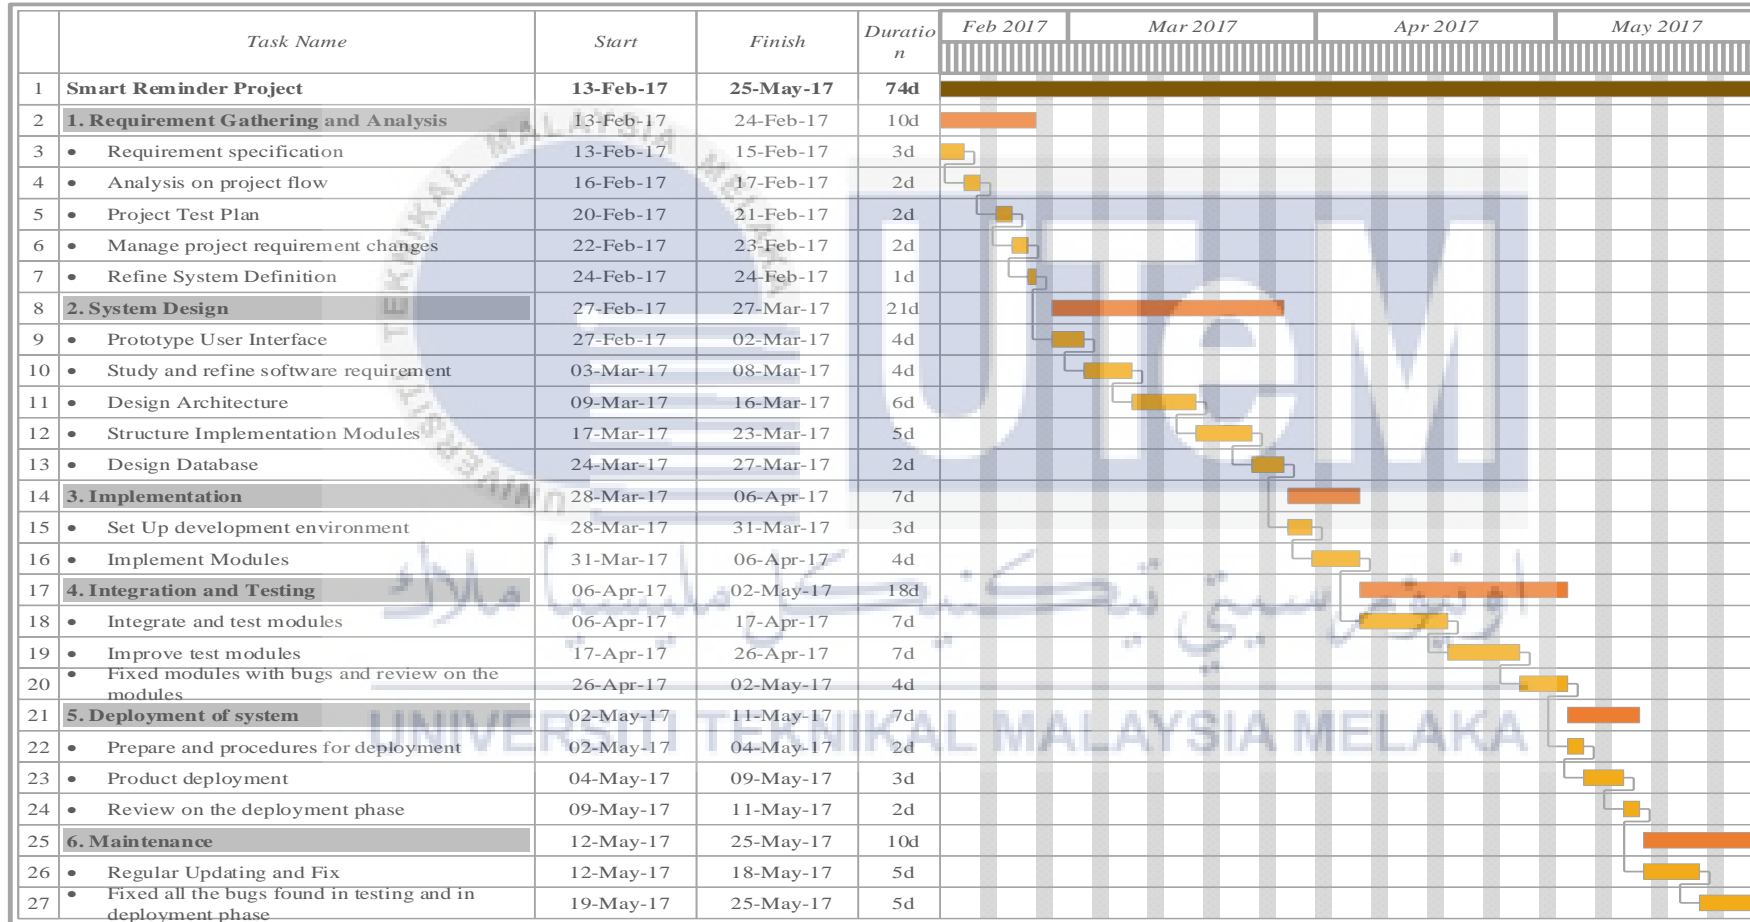 Task Name Start Finish Duratio
n Feb 2017 Mar 2017 Apr 2017 May 2017
1 Smart Reminder Project 13-Feb-17 25-May-17 74d
2 1. Requirement Gathering and Analysis 13-Feb-17 24-Feb-17 10d
3 • Requirement specification 13-Feb-17 15-Feb-17 3d
4 • Analysis on project flow 16-Feb-17 17-Feb-17 2d
5 • Project Test Plan 20-Feb-17 21-Feb-17 2d
6 • Manage project requirement changes 22-Feb-17 23-Feb-17 2d
7 • Refine System Definition 24-Feb-17 24-Feb-17 1d
8 2. System Design 27-Feb-17 27-Mar-17 21d
9 • Prototype User Interface 27-Feb-17 02-Mar-17 4d
10 • Study and refine software requirement 03-Mar-17 08-Mar-17 4d
11 • Design Architecture 09-Mar-17 16-Mar-17 6d
12 • Structure Implementation Modules 17-Mar-17 23-Mar-17 5d
13 • Design Database 24-Mar-17 27-Mar-17 2d
14 3. Implementation 28-Mar-17 06-Apr-17 7d
15 • Set Up development environment 28-Mar-17 31-Mar-17 3d
16 • Implement Modules 31-Mar-17 06-Apr-17 4d
17 4. Integration and Testing 06-Apr-17 02-May-17 18d
18 • Integrate and test modules 06-Apr-17 17-Apr-17 7d
19 • Improve test modules 17-Apr-17 26-Apr-17 7d
20 • Fixed modules with bugs and review on the
modules 26-Apr-17 02-May-17 4d
21 5. Deployment of system 02-May-17 11-May-17 7d
22 • Prepare and procedures for deployment 02-May-17 04-May-17 2d
23 • Product deployment 04-May-17 09-May-17 3d
24 • Review on the deployment phase 09-May-17 11-May-17 2d
25 6. Maintenance 12-May-17 25-May-17 10d
26 • Regular Updating and Fix 12-May-17 18-May-17 5d
27 • Fixed all the bugs found in testing and in
deployment phase 19-May-17 25-May-17 5d
UNIVERSITI TEKNIKAL MALAYSIA MELAKA
UTeM
اونيۏرسيتي تيكنيكل مليسيا ملاك
UNIVERSITI TEKNIKAL MALAYSIA MELAKA